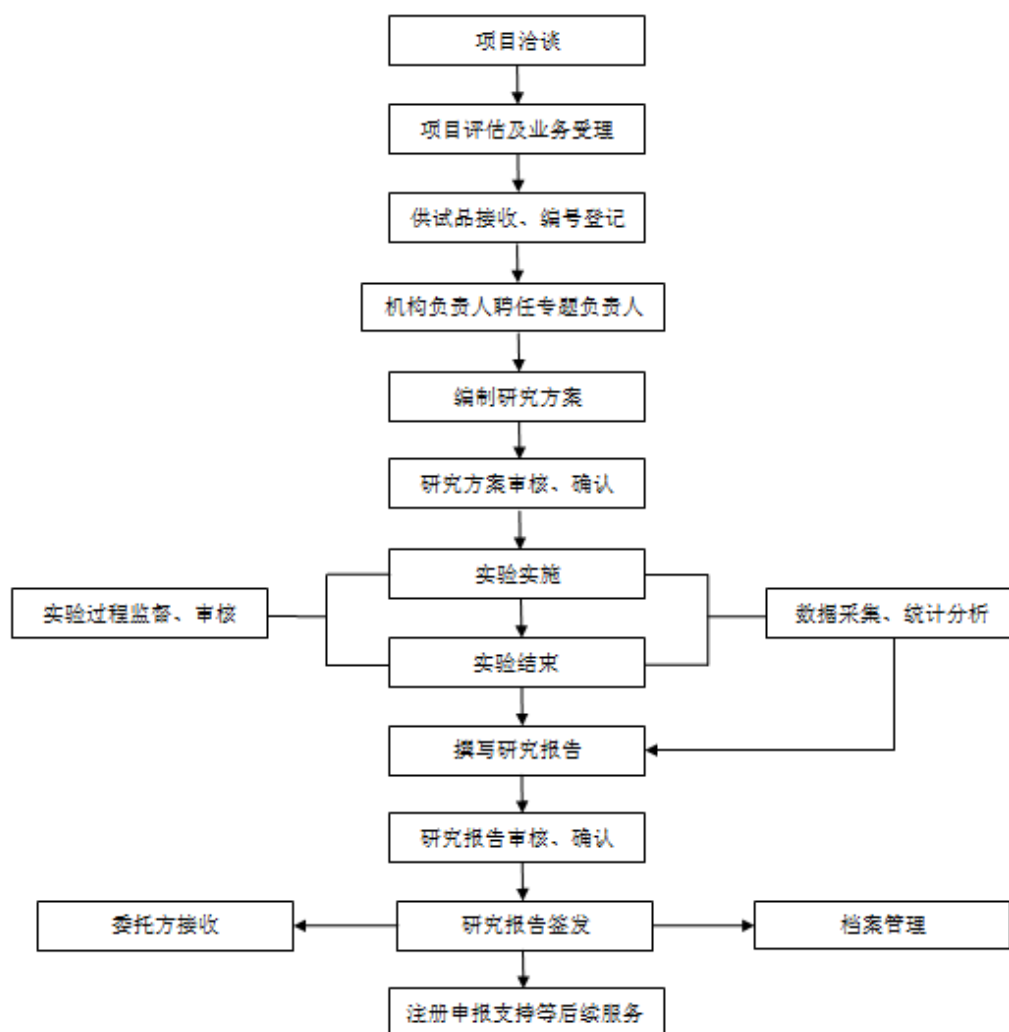 项目洽谈
项目评估及业务受理
供试品接收、编号登记
机构负责人聘任专题负责人
编制研究方案
研究方案审核、确认
实验实施
实验过程监督、审核
数据采集、统计分析
实验结束
撰写研究报告
研究报告审核、确认
委托方接收
研究报告签发
档案管理
注册申报支持等后续服务